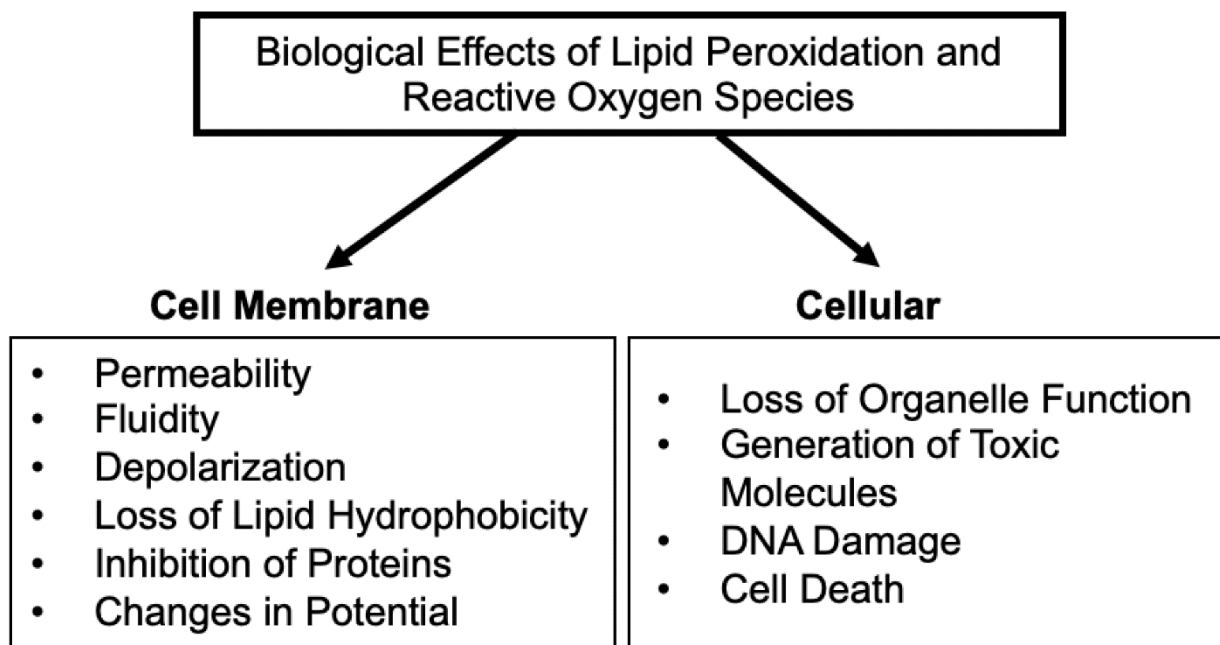 Biological Effects of Lipid Peroxidation and
Reactive Oxygen Species
Cell Membrane
• Permeability
• Fluidity
• Depolarization
• Loss of Lipid Hydrophobicity
• Inhibition of Proteins
• Changes in Potential
Cellular
• Loss of Organelle Function
• Generation of Toxic
Molecules
• DNA Damage
• Cell Death